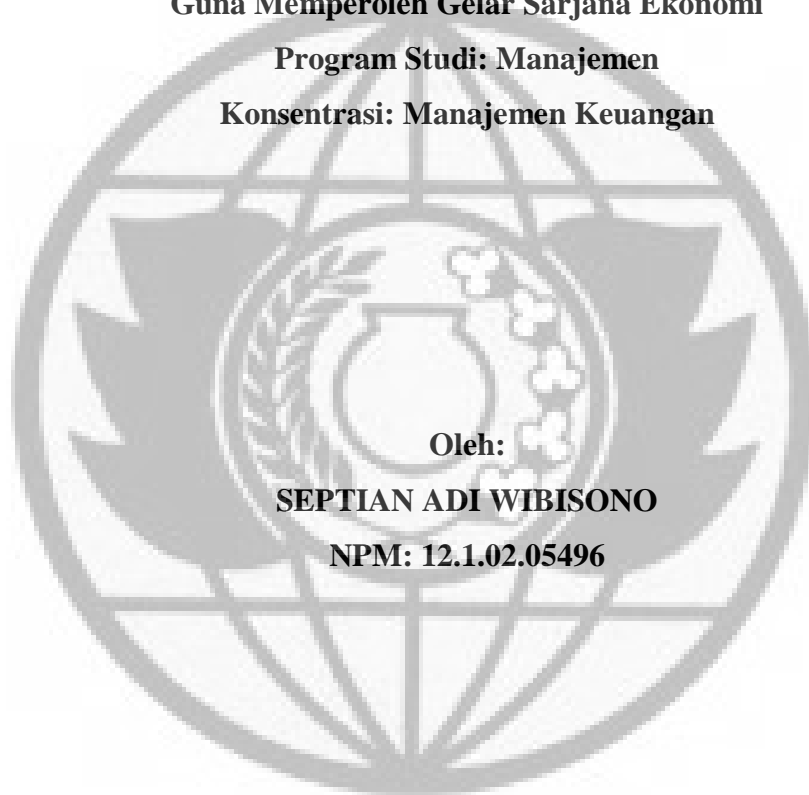 Guna Memperoleh Gelar Sarjana Ekonomi
Program Studi: Manajemen
Konsentrasi: Manajemen Keuangan
Oleh:
SEPTIAN ADI WIBISONO
NPM: 12.1.02.05496